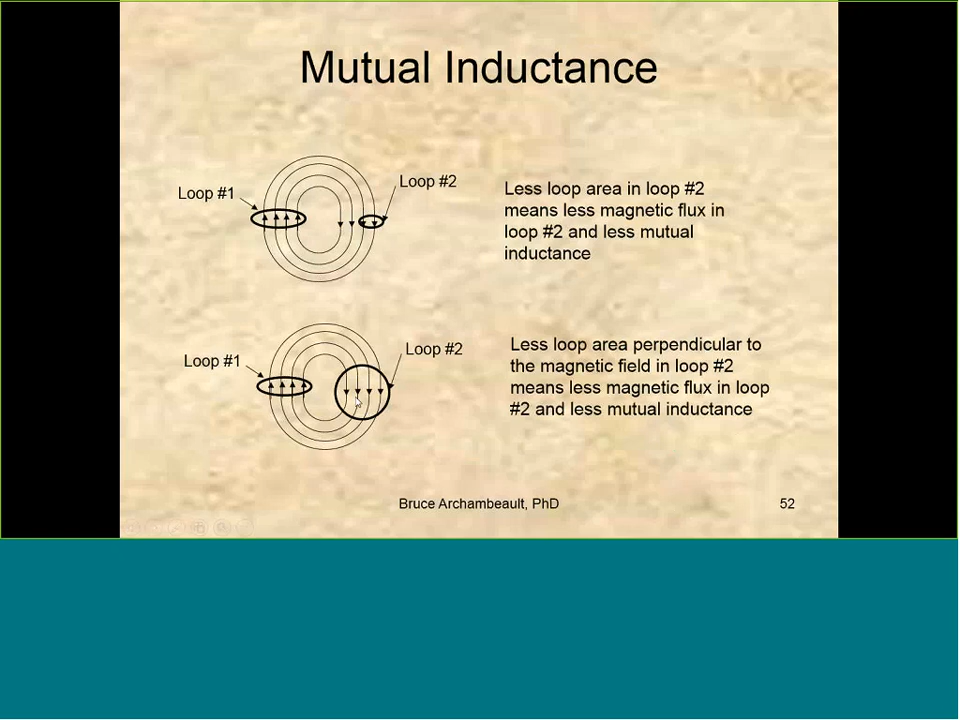 Mutual Inductance
Loop #1
Loop #2
Less loop area in loop #2
means less magnetic flux in
loop #2 and less mutual
inductance
Loop #1
Loop #2
Less loop area perpendicular to
the magnetic field in loop #2
means less magnetic flux in loop
#2 and less mutual inductance
Bruce Archambeault, PhD
52